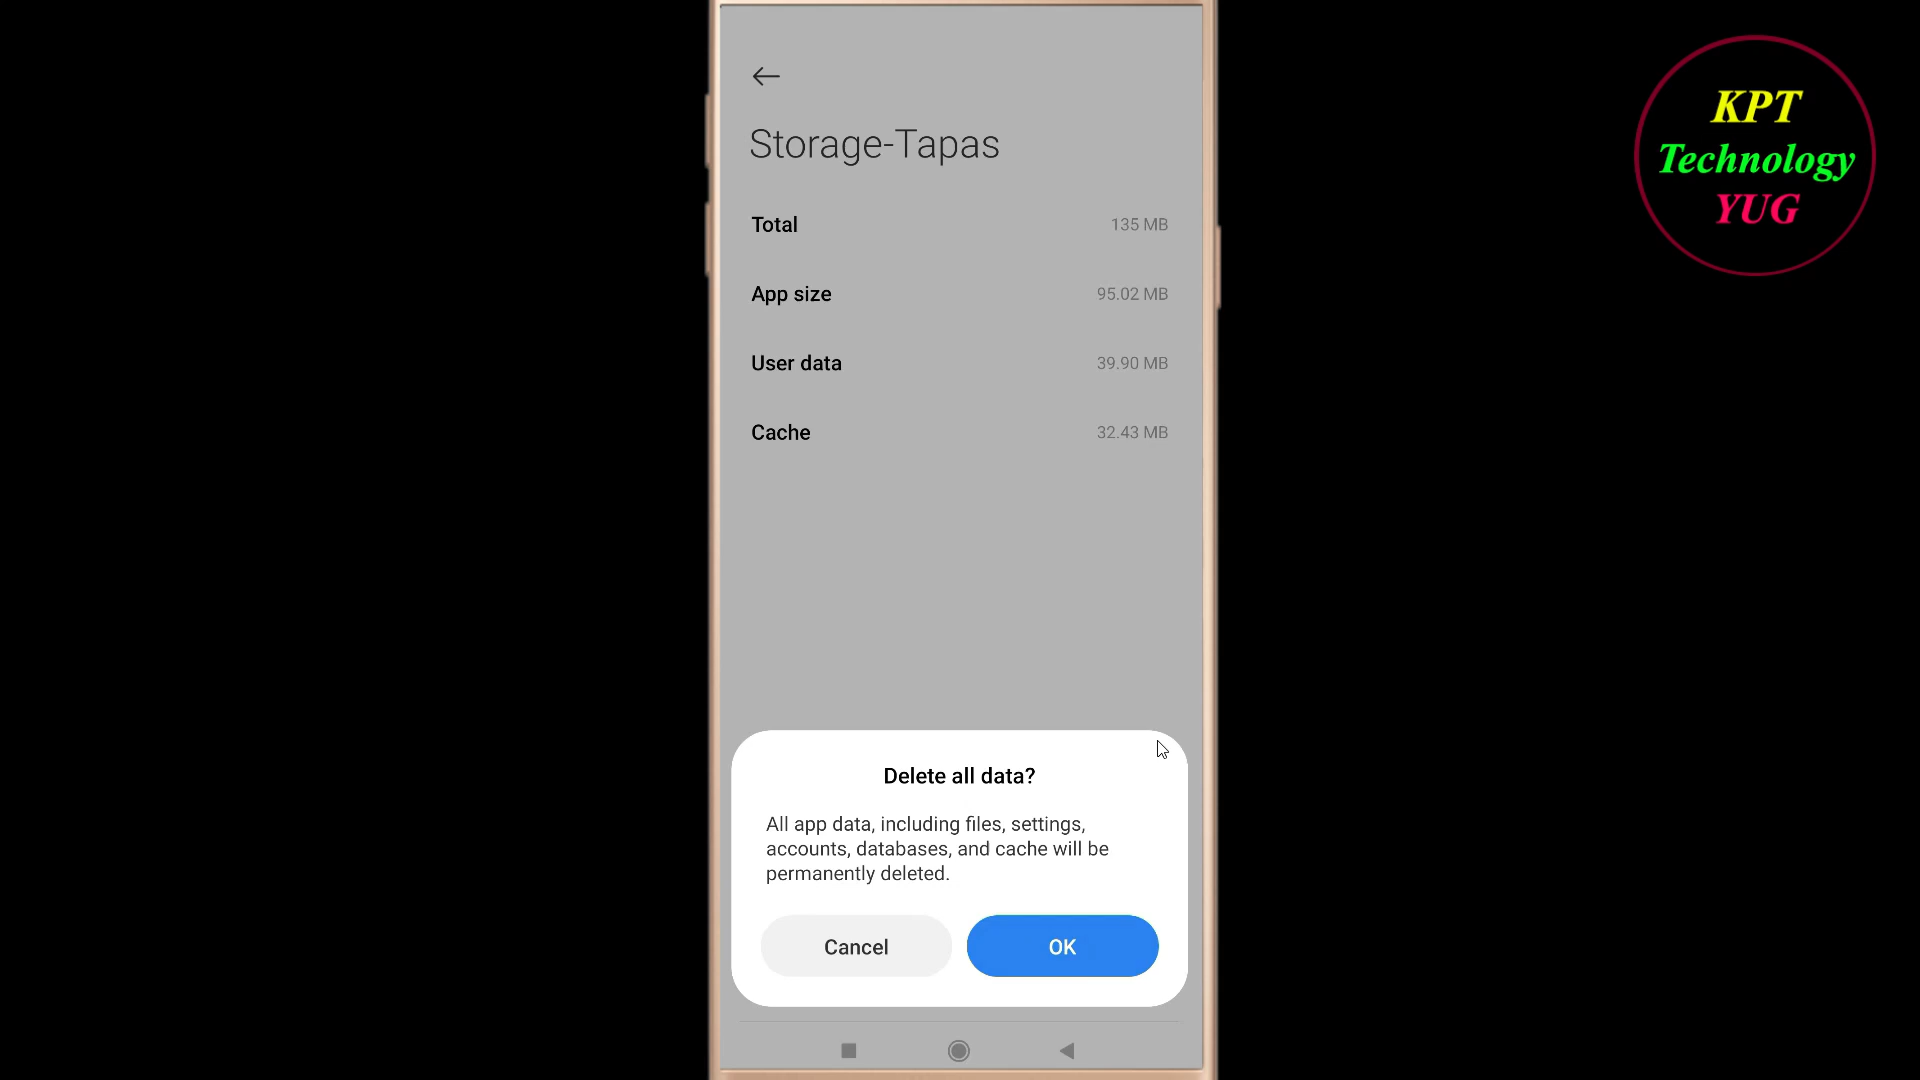 Storage-Tapas
Total 135 MB
App size 95.02 MB
User data 39.90 MB
Cache 32.43 MB
Delete all data?
All app data, including files, settings,
accounts, databases, and cache will be
permanently deleted.
Cancel OK
KPT
Technology
YUG